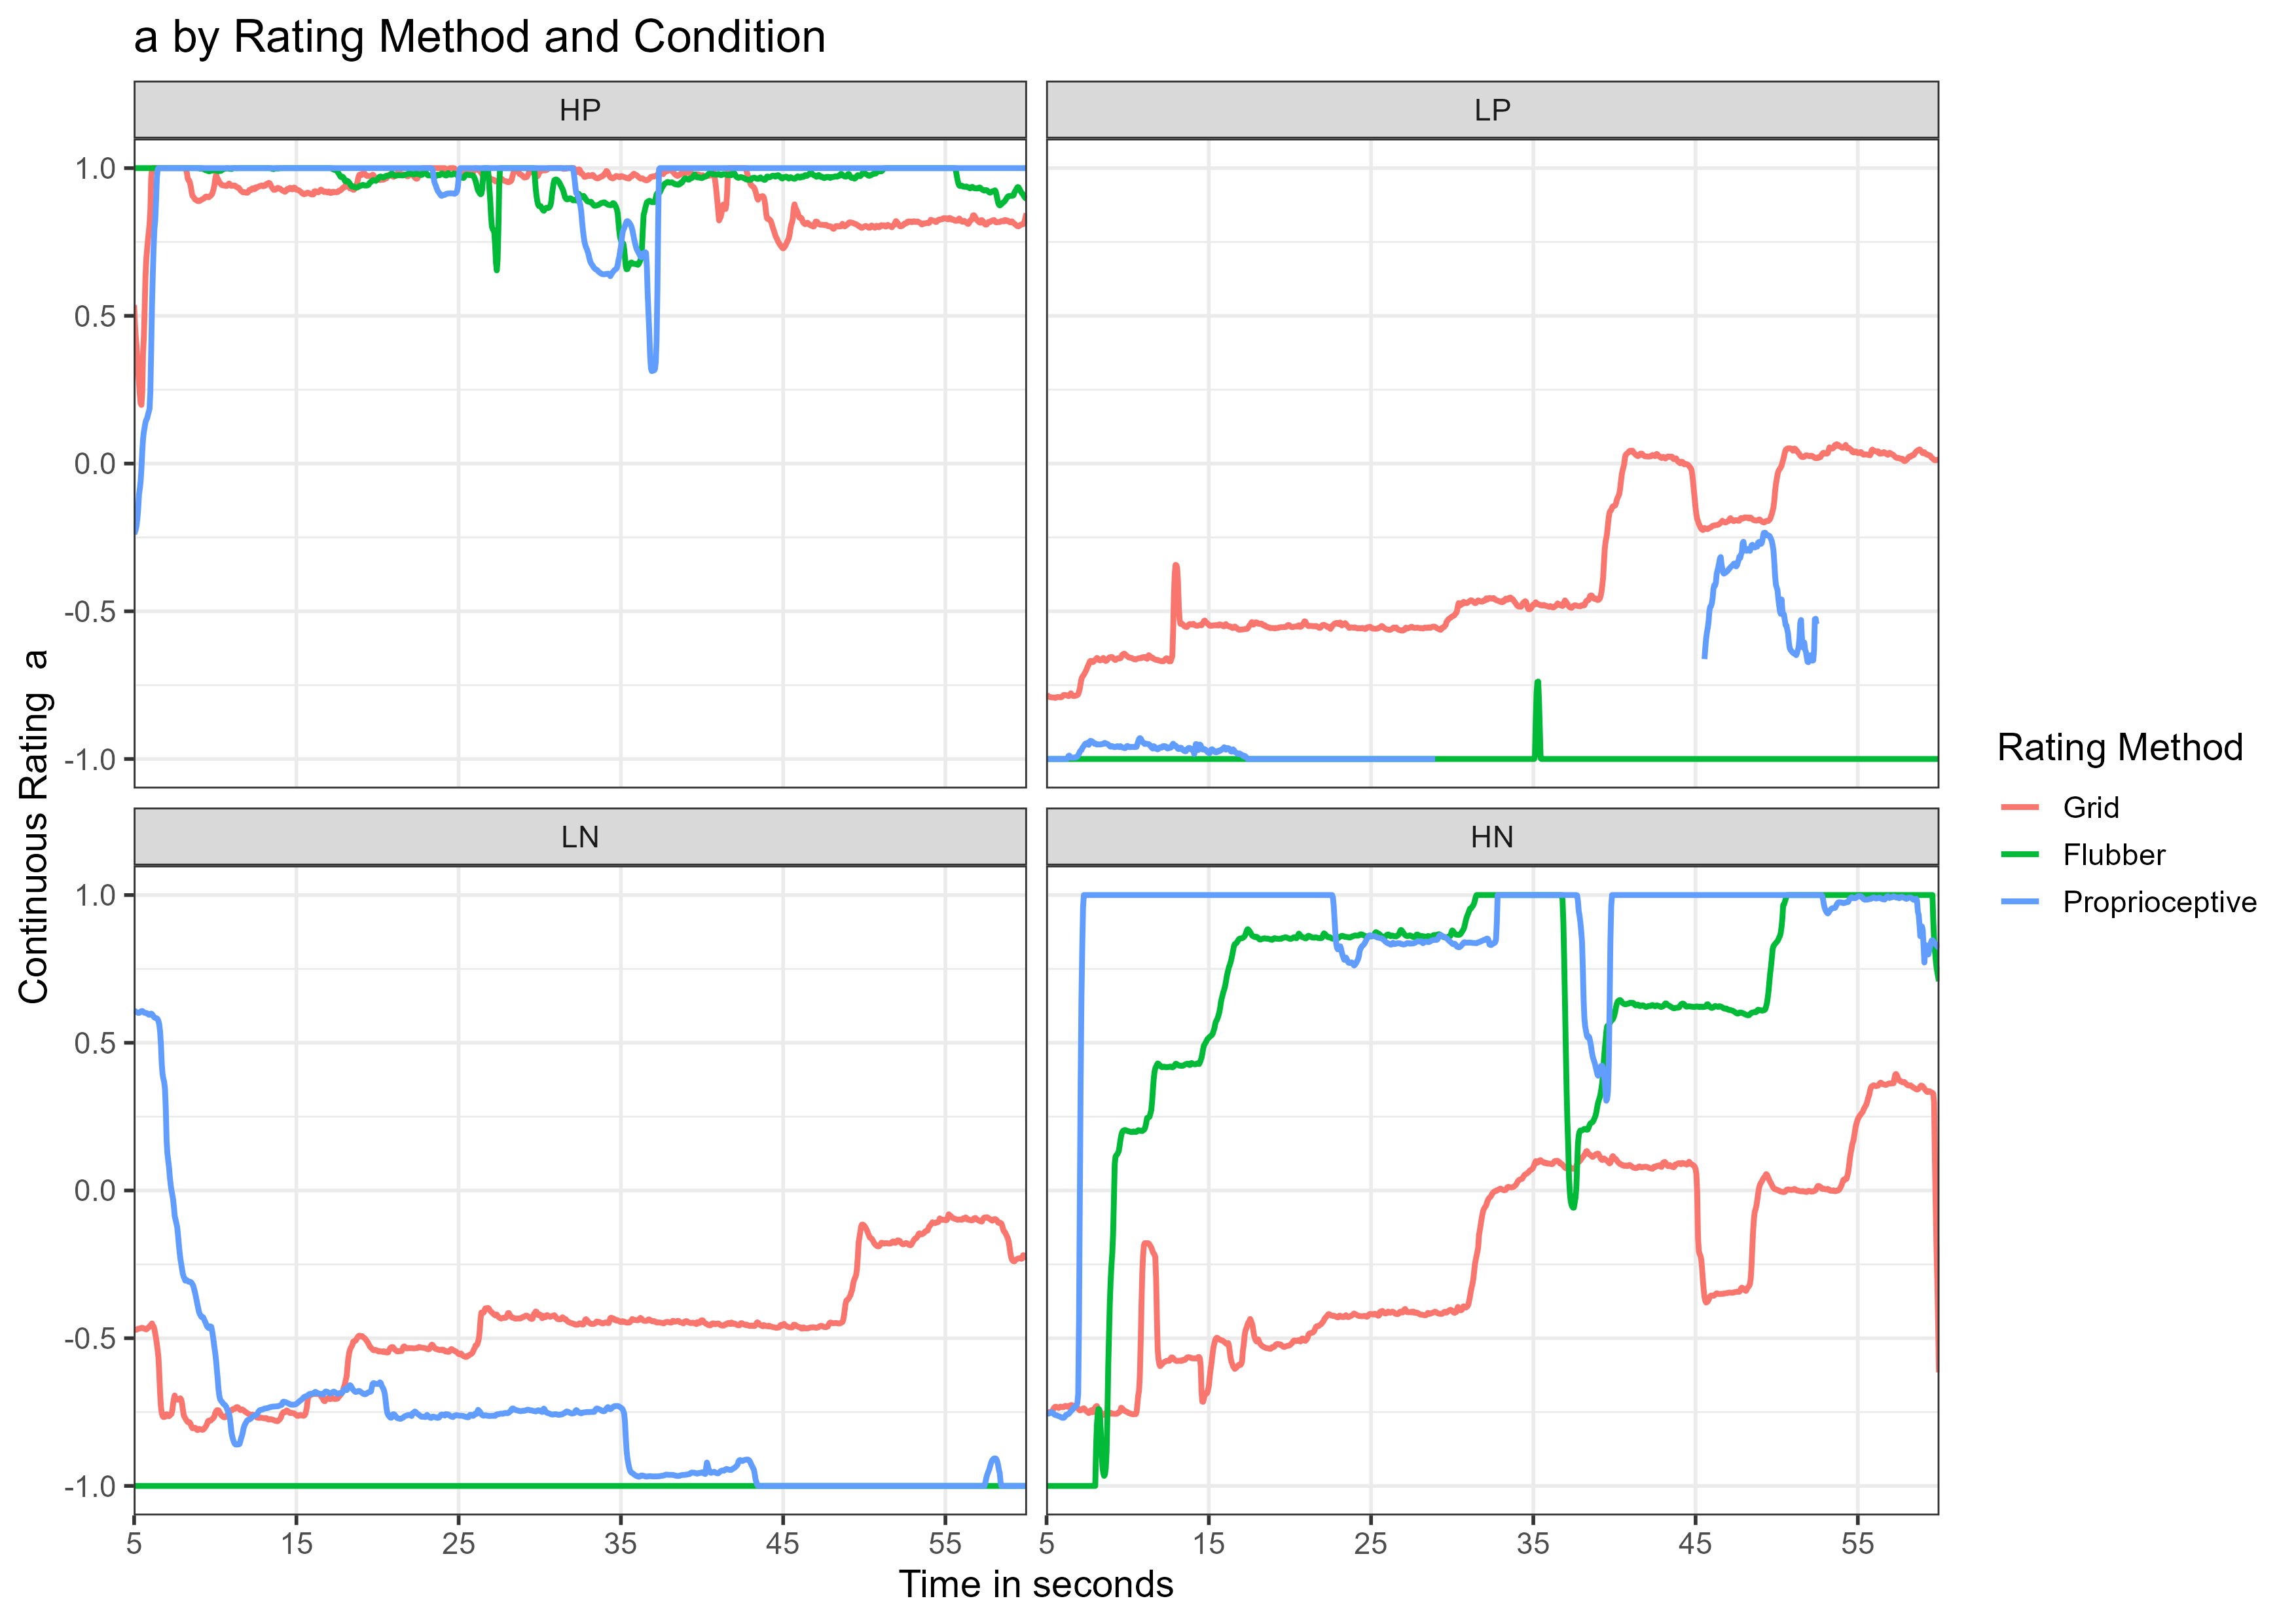 a by Rating Method and Condition
HP
LP
1.0
0.5
0.0
-0.5
-1.0
LN
HN
1.0
0.5
0.0
-0.5
-1.0
5 15 25 35 45 55
5 15 25 35 45 55
Time in seconds
Continuous Rating a
Rating Method
Grid
Flubber
Proprioceptive